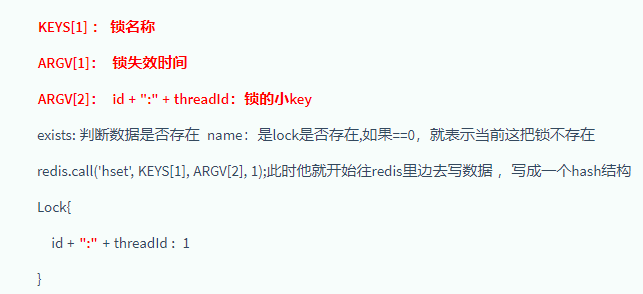 KEYS[1] ： 锁名称
ARGV[1]： 锁失效时间
ARGV[2]： id + ":" + threadId：锁的小key
exists: 判断数据是否存在 name：是lock是否存在,如果==0，就表示当前这把锁不存在
redis.call('hset', KEYS[1], ARGV[2], 1);此时他就开始往redis里边去写数据 ，写成一个hash结构
Lock{
id + ":" + threadId : 1
}